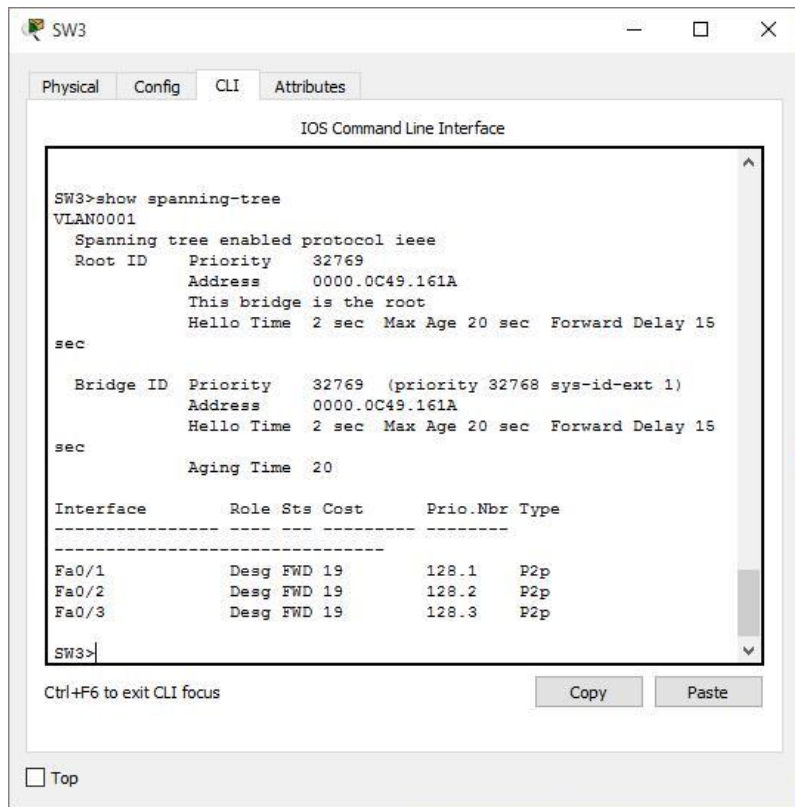 SW3
Physical Config CLI Attributes
IOS Command Line Interface
SW3>show spanning-tree
VLAN0001
  Spanning tree enabled protocol ieee
  Root ID    Priority    32769
             Address     0000.0C49.161A
             This bridge is the root
             Hello Time  2 sec  Max Age 20 sec  Forward Delay 15
sec
  Bridge ID  Priority    32769  (priority 32768 sys-id-ext 1)
             Address     0000.0C49.161A
             Hello Time  2 sec  Max Age 20 sec  Forward Delay 15
sec
             Aging Time  20
Interface        Role Sts Cost      Prio.Nbr Type
---------------- ---- --- --------- --------
--------------------------------
Fa0/1            Desg FWD 19        128.1    P2p
Fa0/2            Desg FWD 19        128.2    P2p
Fa0/3            Desg FWD 19        128.3    P2p
SW3>
Ctrl+F6 to exit CLI focus Copy Paste
Top